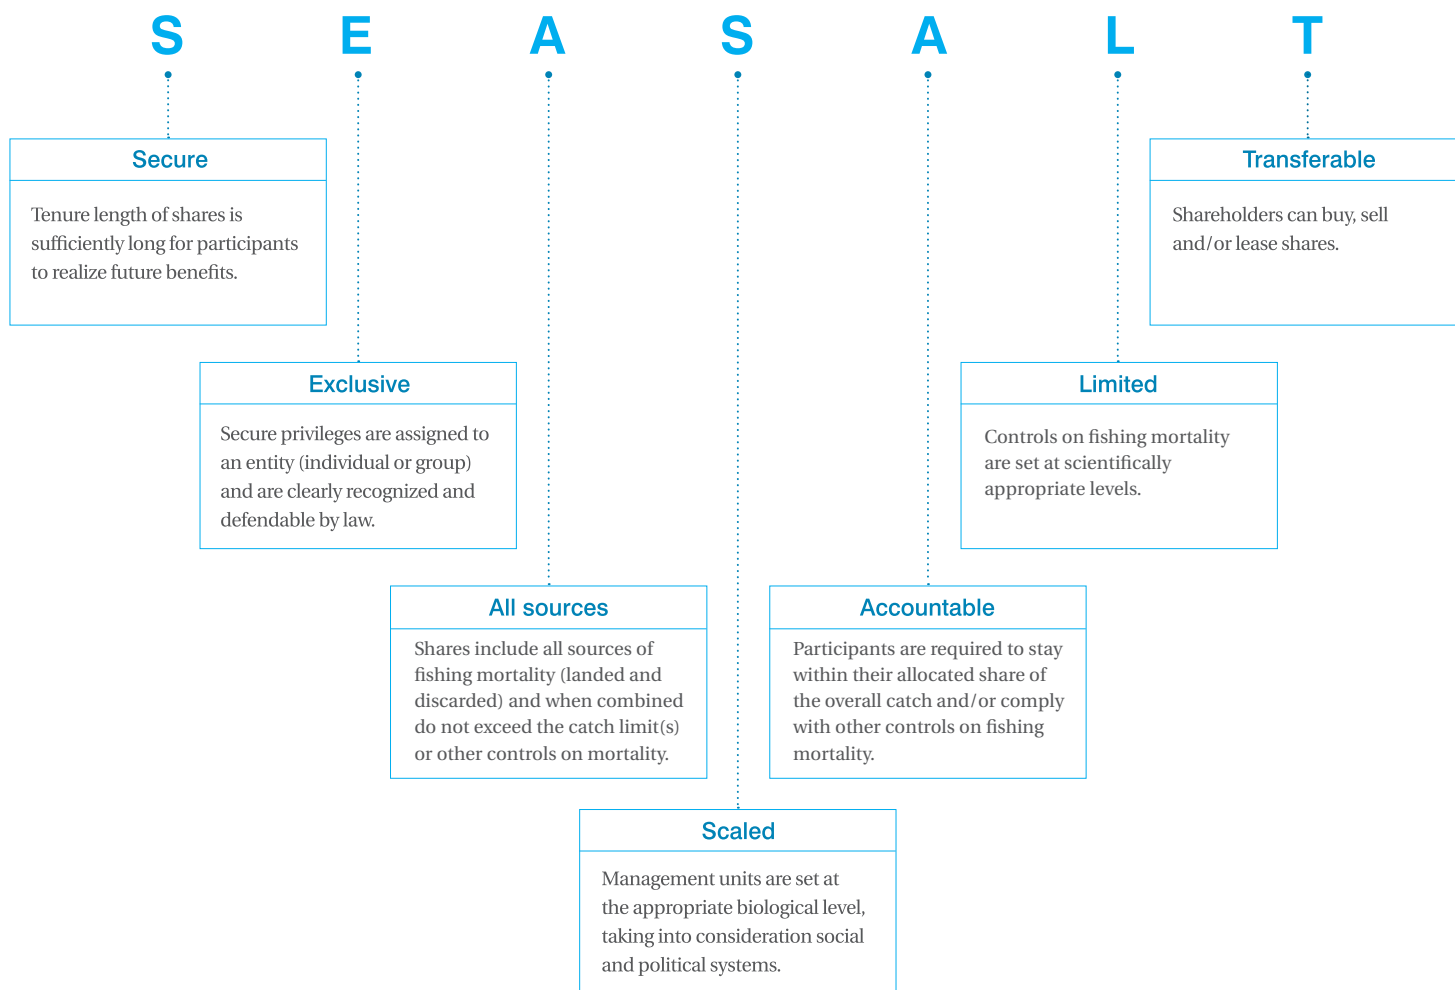 S E A S A L T
Secure
Tenure length of shares is
sufficiently long for participants
to realize future benefits.
Exclusive
Secure privileges are assigned to
an entity (individual or group)
and are clearly recognized and
defendable by law.
All sources
Shares include all sources of
fishing mortality (landed and
discarded) and when combined
do not exceed the catch limit(s)
or other controls on mortality.
Scaled
Management units are set at
the appropriate biological level,
taking into consideration social
and political systems.
Accountable
Participants are required to stay
within their allocated share of
the overall catch and/or comply
with other controls on fishing
mortality.
Limited
Controls on fishing mortality
are set at scientifically
appropriate levels.
Transferable
Shareholders can buy, sell
and/or lease shares.